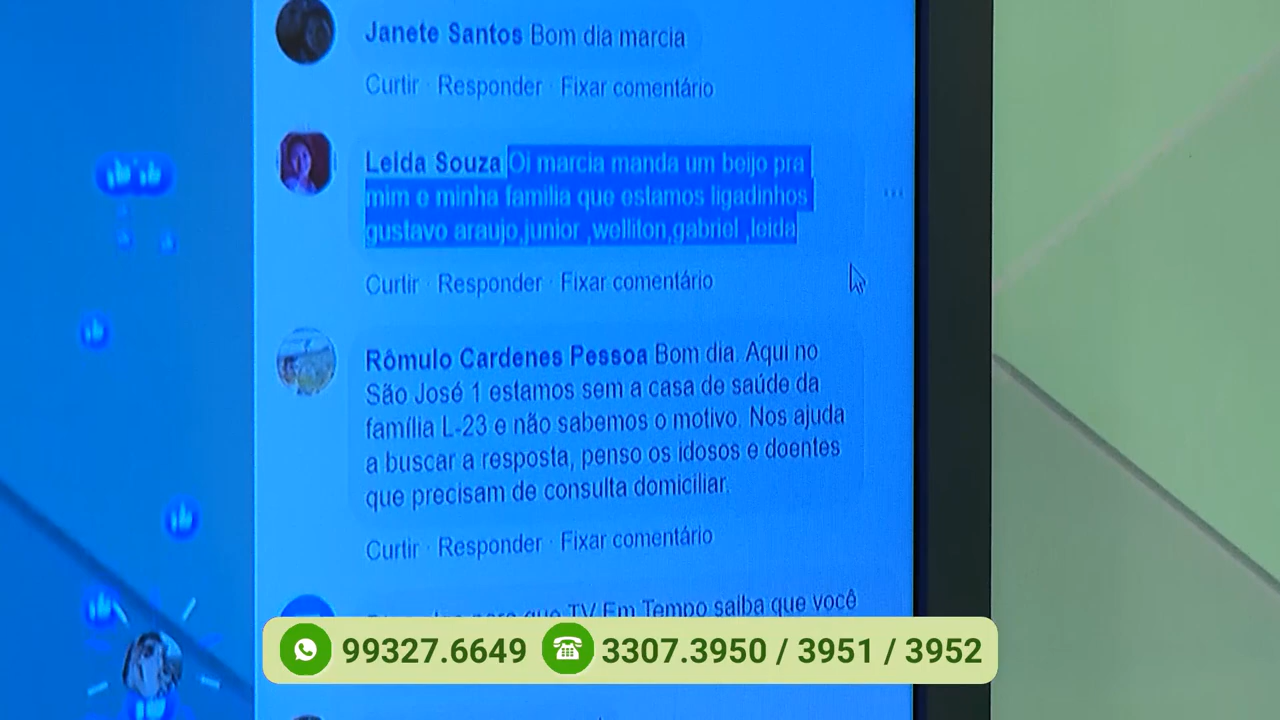 Janete Santos Bom dia marcia
Curtir · Responder · Fixar comentário
Leida Souza Oi marcia manda um beijo pra
mim e minha familia que estamos ligadinhos
gustavo araujo,junior ,welliton,gabriel ,leida
Curtir · Responder · Fixar comentário
Rômulo Cardenes Pessoa Bom dia. Aqui no
São José 1 estamos sem a casa de saúde da
família L-23 e não sabemos o motivo. Nos ajuda
a buscar a resposta, penso os idosos e doentes
que precisam de consulta domiciliar.
Curtir · Responder · Fixar comentário
para que TV Em Tempo saiba que você
99327.6649 3307.3950 / 3951 / 3952